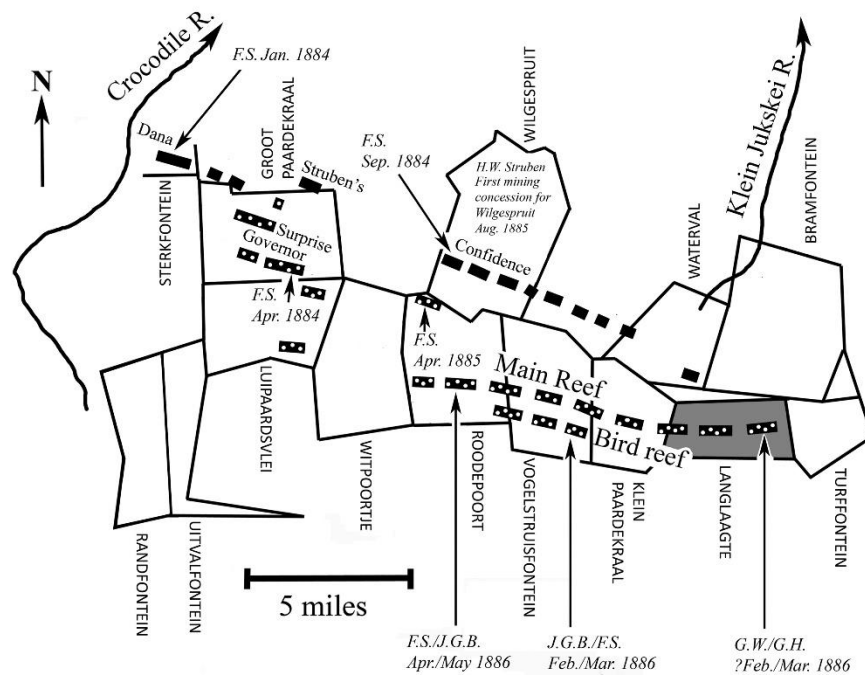 Crocodile R.
F.S. Jan. 1884
N
Dana
GROOT
PAARDEKRAAL
Struben's
STERKFONTEIN
Surprise
Governor
F.S.
Apr. 1884
F.S.
Sep. 1884
WILGESPRUIT
H.W. Struben
First mining
concession for
Wilgespruit
Aug. 1885
Confidence
WATERVAL
Klein Jukskei R.
BRAMFONTEIN
F.S.
Apr. 1885
Main Reef
Bird reef
RANDFONTEIN
UITVALFONTEIN
LUIPAARDSVLEI
WITPOORTJE
ROODEPOORT
VOGELSTRUISFONTEIN
KLEIN
PAARDEKRAAL
LANGLAAGTE
TURFFONTEIN
5 miles
F.S./J.G.B.
Apr./May 1886
J.G.B./F.S.
Feb./Mar. 1886
G.W./G.H.
?Feb./Mar. 1886